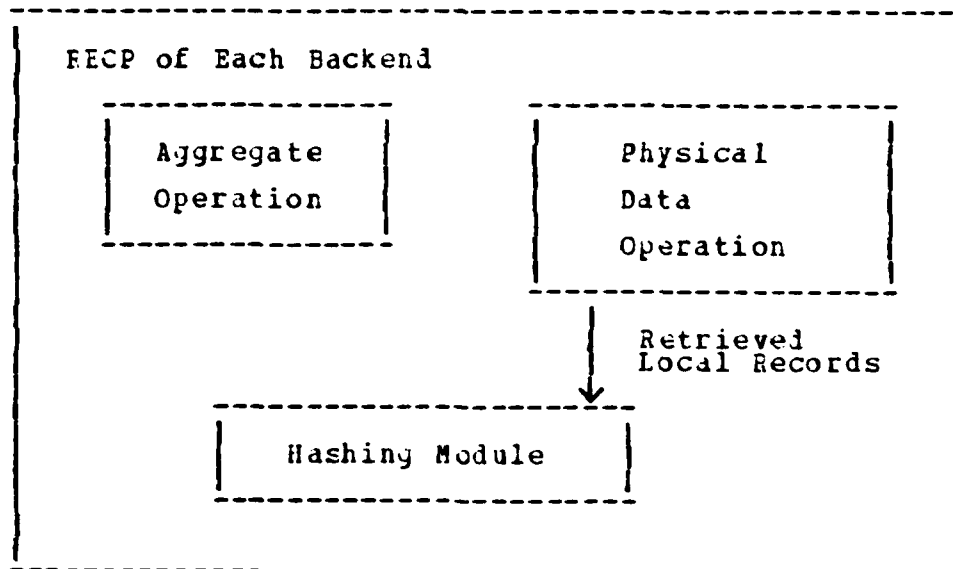 RECP of Each Backend
Aggregate
Operation
Physical
Data
Operation
Retrieved
Local Records
Hashing Module